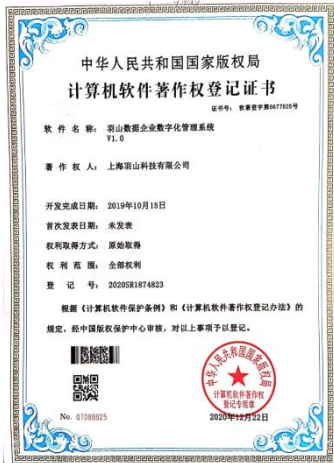 中华人民共和国国家版权局
计算机软件著作权登记证书
证书号: 软著登字第6677626号
软件名称: 羽山数据企业数字化管理系统
V1.0
著作权人: 上海羽山科技有限公司
开发完成日期: 2019年10月15日
首次发表日期: 未发表
权利取得方式: 原始取得
权利范围: 全部权利
登记号: 2020SR1874823
根据《计算机软件保护条例》和《计算机软件著作权登记办法》的
规定,经中国版权保护中心审核,对以上事项予以登记。
中华人民共和国国家版权局
计算机软件著作权
登记专用章
No. 07086625
2020年12月22日